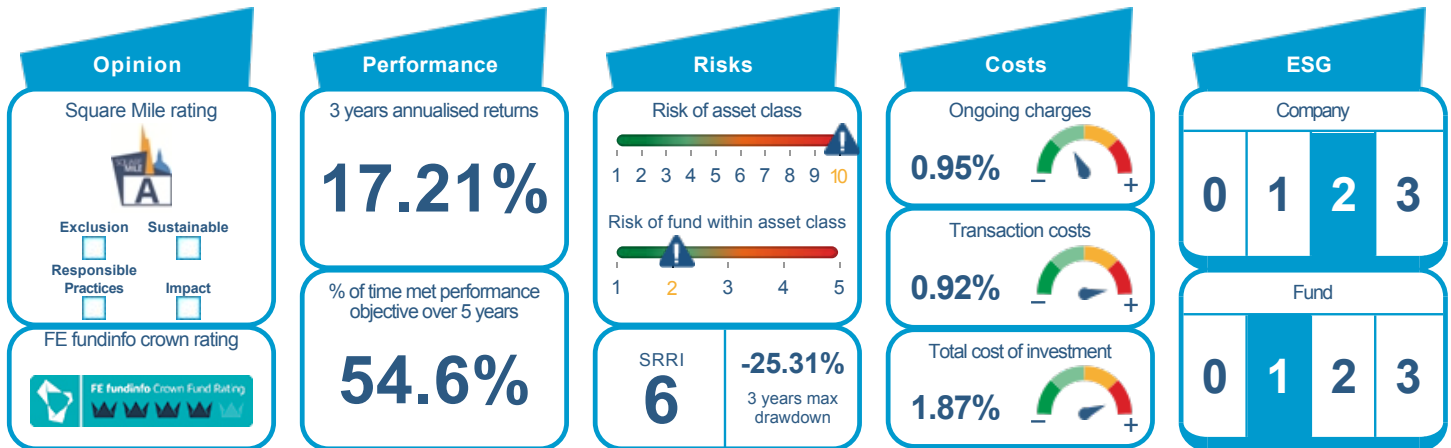 Opinion
Square Mile rating
SQUARE
MILE
A
Exclusion Sustainable
Responsible
Practices Impact
FE fundinfo crown rating
FE fundinfo Crown Fund Rating
Performance
3 years annualised returns
17.21%
% of time met performance
objective over 5 years
54.6%
Risks
Risk of asset class
1 2 3 4 5 6 7 8 9 10
Risk of fund within asset class
1 2 3 4 5
SRRI
6
-25.31%
3 years max
drawdown
Costs
Ongoing charges
0.95%
− +
Transaction costs
0.92%
− +
Total cost of investment
1.87%
− +
ESG
Company
0 1 2 3
Fund
0 1 2 3